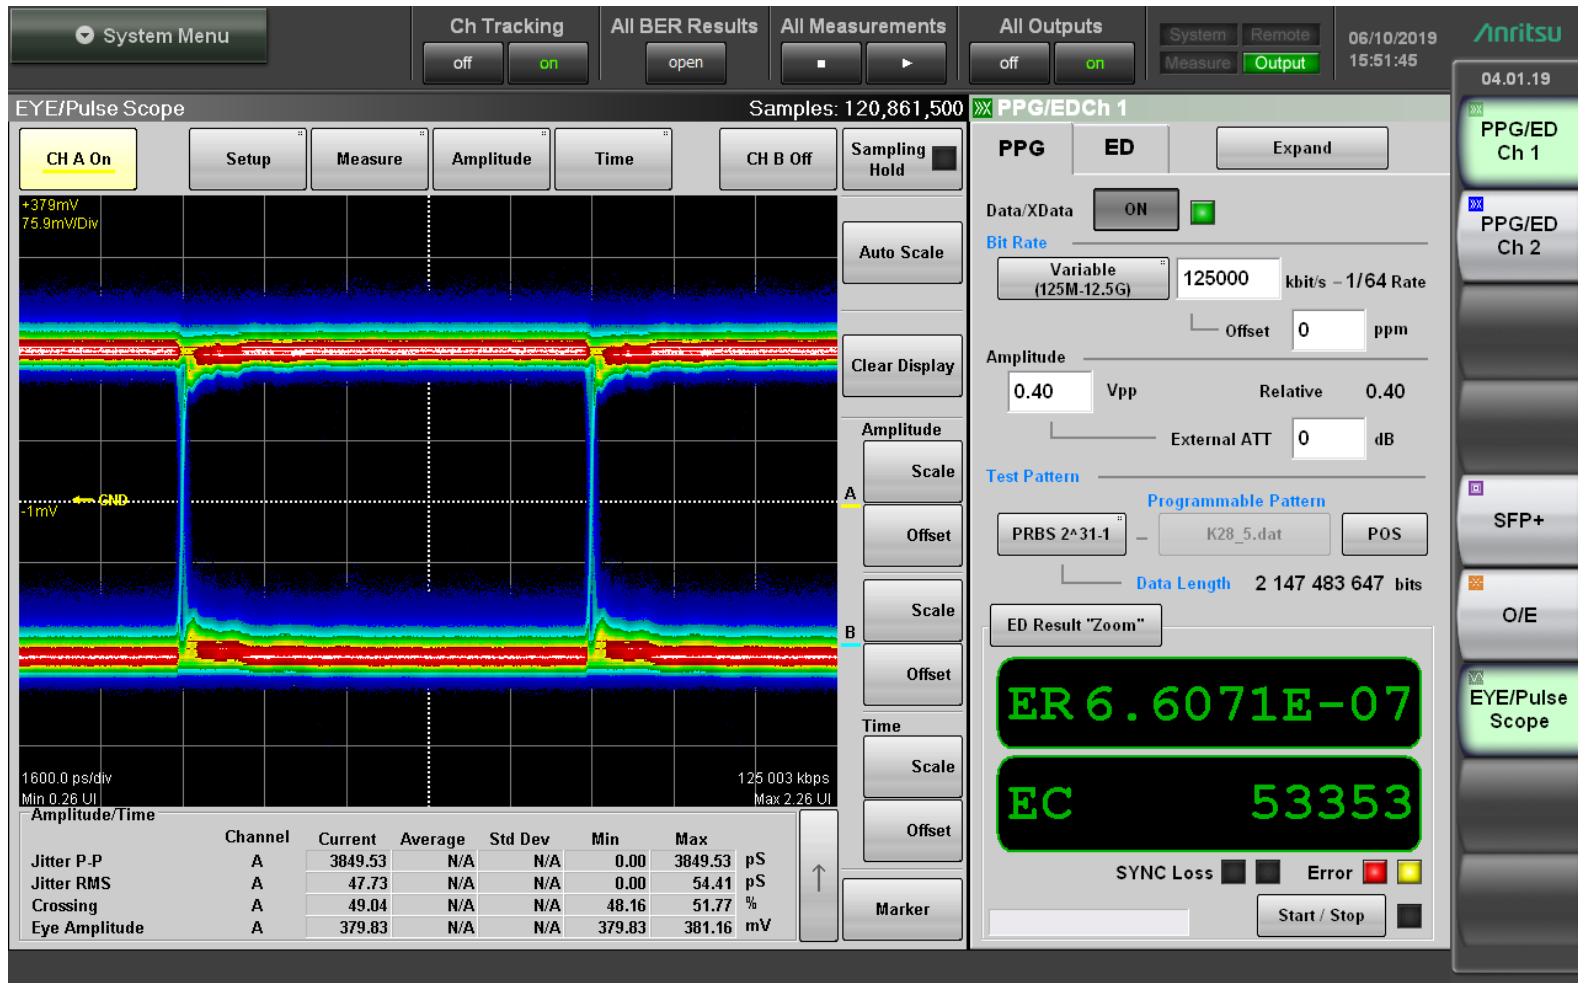 System Menu
Ch Tracking
off
on
All BER Results
open
All Measurements
All Outputs
off
on
System
Remote
Measure
Output
06/10/2019
15:51:45
Anritsu
04.01.19
EYE/Pulse Scope
Samples: 120,861,500
CH A On
Setup
Measure
Amplitude
Time
CH B Off
Sampling
Hold
+379mV
75.9mV/Div
GND
-1mV
1600.0 ps/div
Min 0.26 UI
125 003 kbps
Max 2.26 UI
Auto Scale
Clear Display
Amplitude
A
Scale
Offset
B
Scale
Offset
Time
Scale
Offset
Marker
Amplitude/Time
Channel Current Average Std Dev Min Max
Jitter P-P A 3849.53 N/A N/A 0.00 3849.53 pS
Jitter RMS A 47.73 N/A N/A 0.00 54.41 pS
Crossing A 49.04 N/A N/A 48.16 51.77 %
Eye Amplitude A 379.83 N/A N/A 379.83 381.16 mV
PPG/EDCh 1
PPG
ED
Expand
Data/XData
ON
Bit Rate
Variable
(125M-12.5G)
125000 kbit/s – 1/64 Rate
Offset 0 ppm
Amplitude
0.40 Vpp Relative 0.40
External ATT 0 dB
Test Pattern
Programmable Pattern
PRBS 2^31-1 – K28_5.dat POS
Data Length 2 147 483 647 bits
ED Result "Zoom"
ER 6.6071E-07
EC 53353
SYNC Loss
Error
Start / Stop
PPG/ED
Ch 1
PPG/ED
Ch 2
SFP+
O/E
EYE/Pulse
Scope